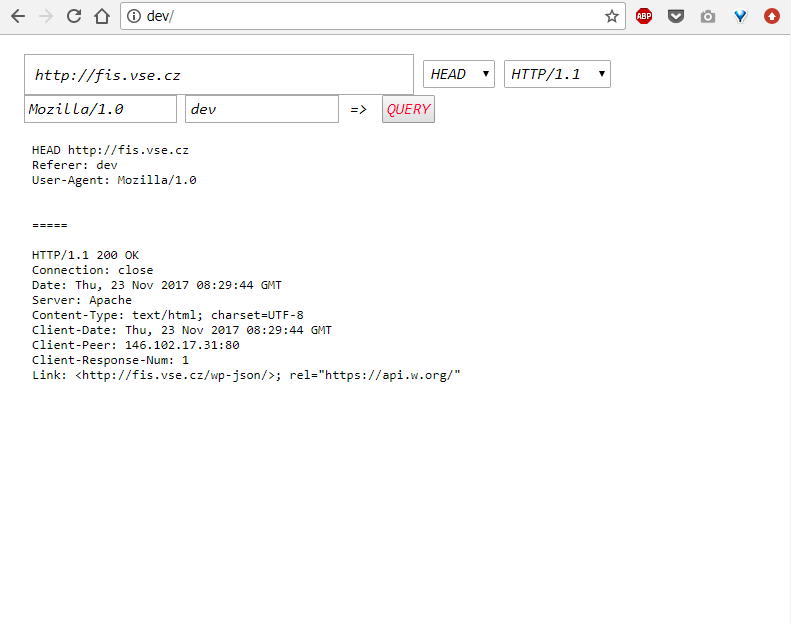 dev/
ABP
http://fis.vse.cz HEAD HTTP/1.1
Mozilla/1.0 dev => QUERY
HEAD http://fis.vse.cz
Referer: dev
User-Agent: Mozilla/1.0
=====
HTTP/1.1 200 OK
Connection: close
Date: Thu, 23 Nov 2017 08:29:44 GMT
Server: Apache
Content-Type: text/html; charset=UTF-8
Client-Date: Thu, 23 Nov 2017 08:29:44 GMT
Client-Peer: 146.102.17.31:80
Client-Response-Num: 1
Link: <http://fis.vse.cz/wp-json/>; rel="https://api.w.org/"